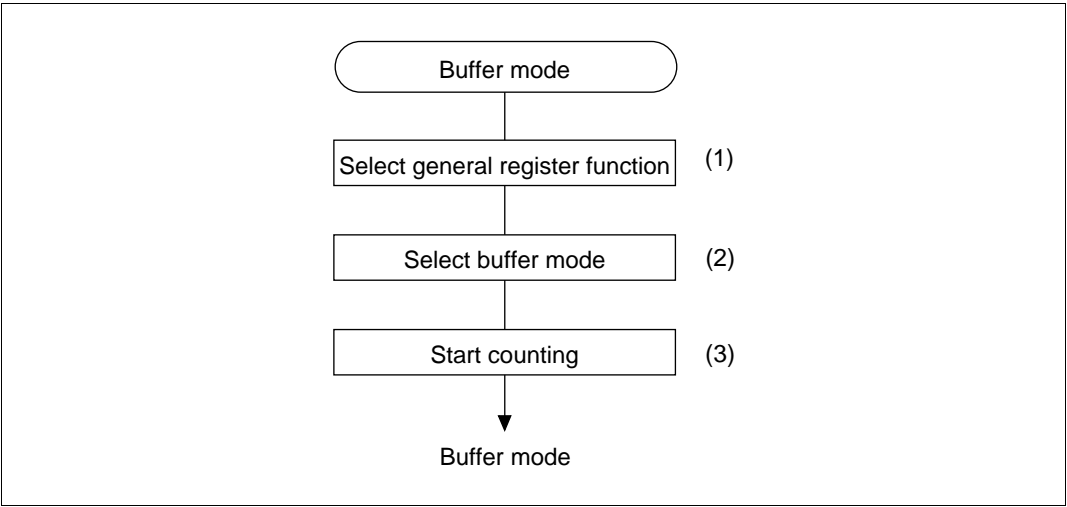 Buffer mode
Select general register function (1)
Select buffer mode (2)
Start counting (3)
Buffer mode